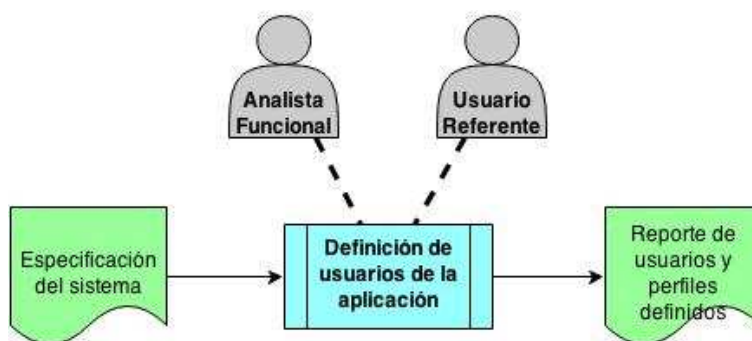 Analista
Funcional
Usuario
Referente
Especificación
del sistema
Definición de
usuarios de la
aplicación
Reporte de
usuarios y
perfiles
definidos